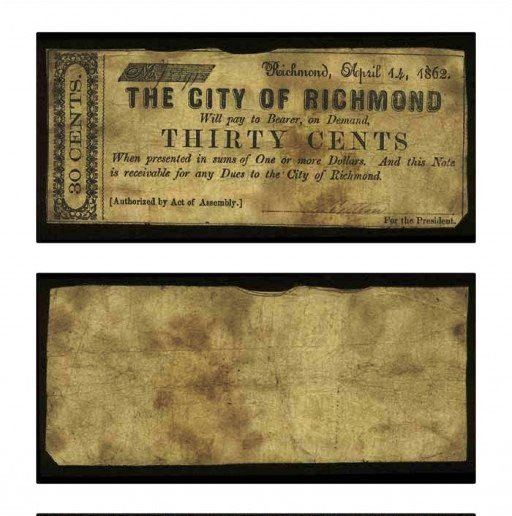 30 CENTS.
Richmond, April 14, 1862.
THE CITY OF RICHMOND
Will pay to Bearer, on Demand,
THIRTY CENTS
When presented in sums of One or more Dollars. And this Note
is receivable for any Dues to the City of Richmond.
[Authorized by Act of Assembly.]
For the President.